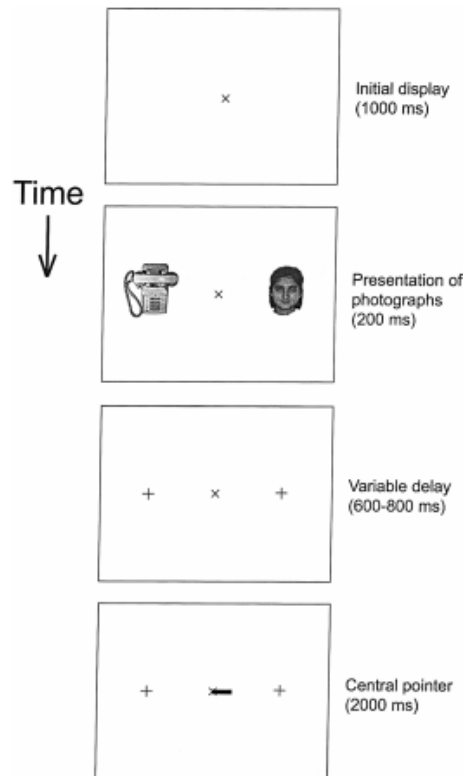 Initial display
(1000 ms)
Time
Presentation of
photographs
(200 ms)
Variable delay
(600-800 ms)
Central pointer
(2000 ms)